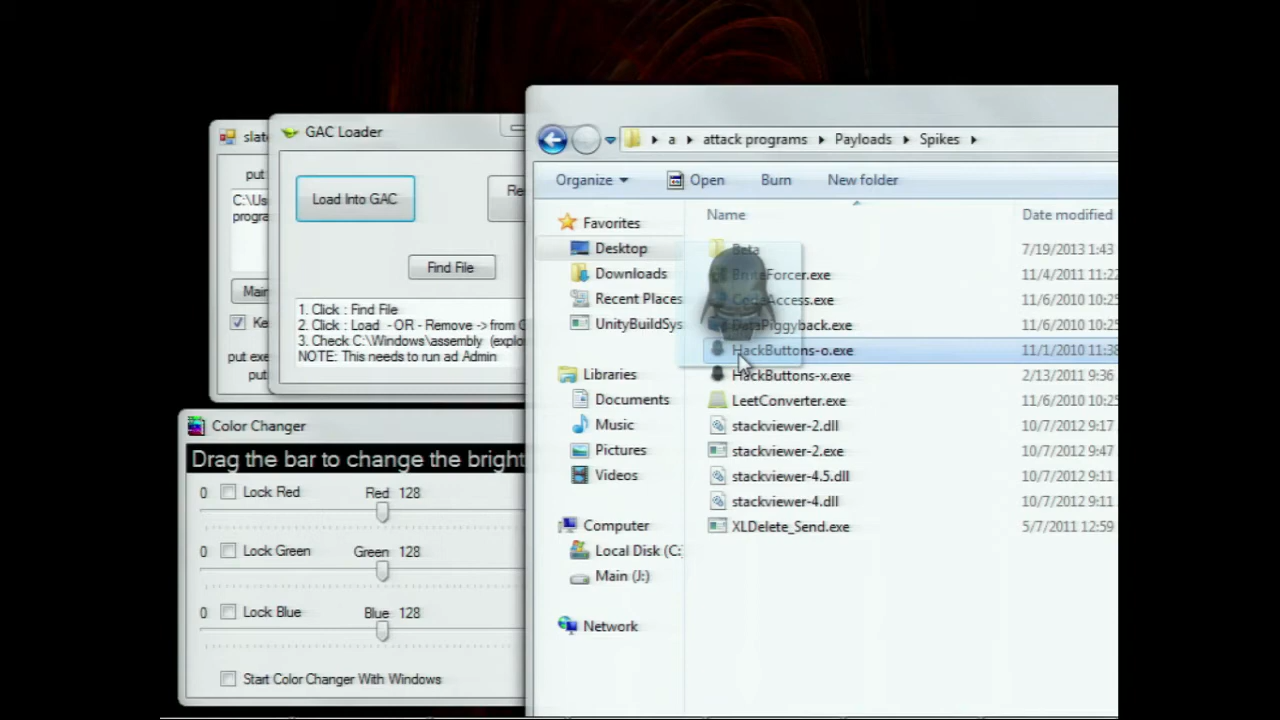 slat
put
C:\Us
progra
Main
Ke
put exe
put
GAC Loader
Load Into GAC
Re
Find File
1. Click : Find File
2. Click : Load - OR - Remove -> from G
3. Check C:\Windows\assembly (explo
NOTE: This needs to run ad Admin
Color Changer
Drag the bar to change the bright
0 Lock Red Red 128
0 Lock Green Green 128
0 Lock Blue Blue 128
Start Color Changer With Windows
a attack programs Payloads Spikes
Organize Open Burn New folder
Favorites
Desktop
Downloads
Recent Places
UnityBuildSys
Libraries
Documents
Music
Pictures
Videos
Computer
Local Disk (C:
Main (J:)
Network
Name Date modified
Beta 7/19/2013 1:43
BruteForcer.exe 11/4/2011 11:22
CodeAccess.exe 11/6/2010 10:25
DataPiggyback.exe 11/6/2010 10:25
HackButtons-o.exe 11/1/2010 11:38
HackButtons-x.exe 2/13/2011 9:36
LeetConverter.exe 11/6/2010 10:25
stackviewer-2.dll 10/7/2012 9:17
stackviewer-2.exe 10/7/2012 9:47
stackviewer-4.5.dll 10/7/2012 9:11
stackviewer-4.dll 10/7/2012 9:11
XLDelete_Send.exe 5/7/2011 12:59